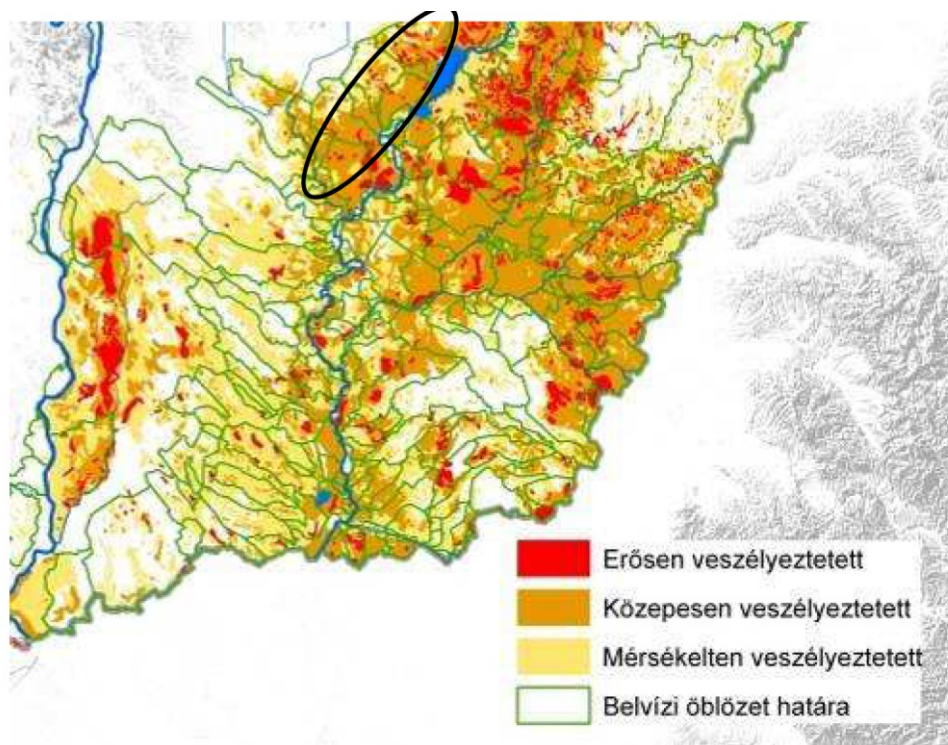 Erősen veszélyeztetett
Közepesen veszélyeztetett
Mérsékelten veszélyeztetett
Belvízi öblözet határa